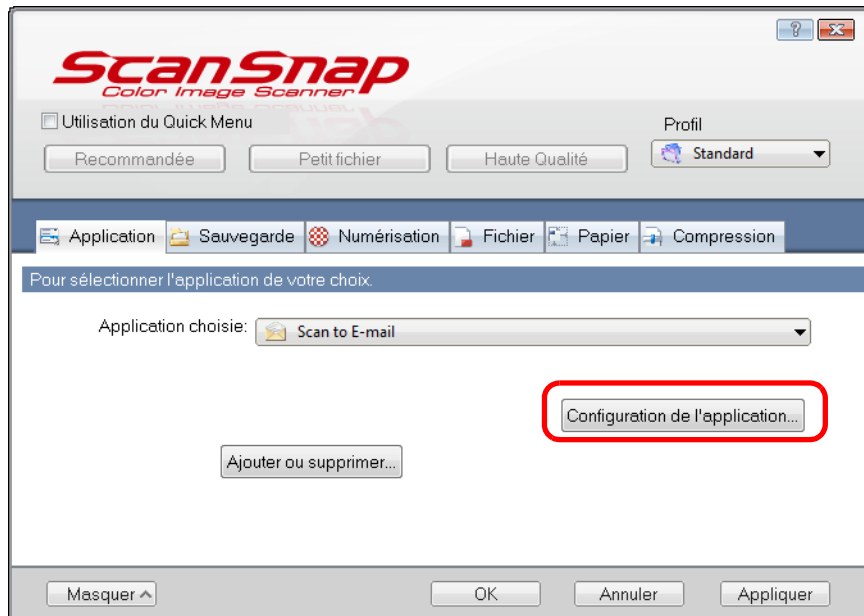 ?
ScanSnap
Color Image Scanner
Utilisation du Quick Menu
Profil
Recommandée
Petit fichier
Haute Qualité
Standard
Application
Sauvegarde
Numérisation
Fichier
Papier
Compression
Pour sélectionner l'application de votre choix.
Application choisie:
Scan to E-mail
Configuration de l'application...
Ajouter ou supprimer...
Masquer
OK
Annuler
Appliquer